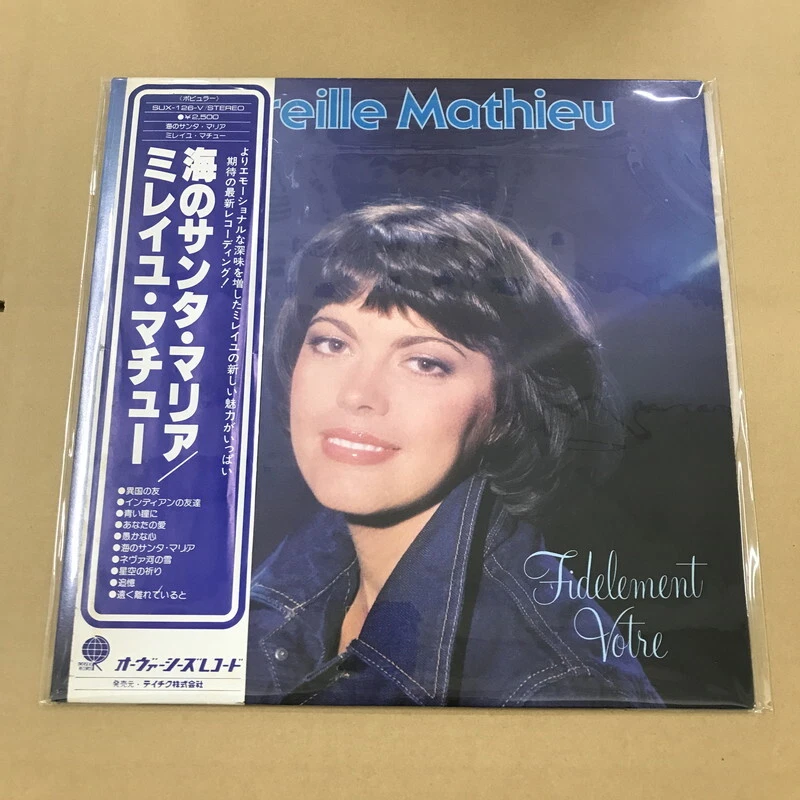 (ポピュラー)
SUX-126-V/STEREO
●¥2,500
海のサンタ・マリア
ミレイユ・マチュー
よりエモーショナルな深味を増したミレイユの新しい魅力がいっぱい
期待の最新レコーディング!
海のサンタ・マリア/
ミレイユ・マチュー
●異国の友
●インディアンの友達
●青い瞳に
●あなたの愛
●愚かな心
●海のサンタ・マリア
●ネヴァ河の雪
●星空の祈り
●追憶
●遠く離れていると
オーヴァーシーズレコード
発売元・テイチク株式会社
reille Mathieu
Fidelement
Votre